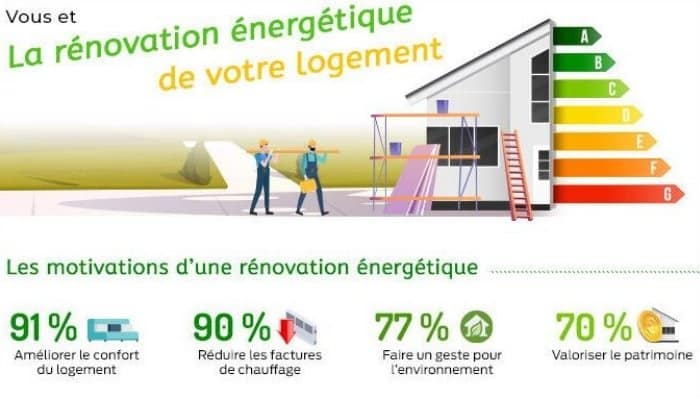 Vous et
La rénovation énergétique
de votre logement
A
B
C
D
E
F
G
Les motivations d'une rénovation énergétique
91 %
Améliorer le confort
du logement
90 %
Réduire les factures
de chauffage
77 %
Faire un geste pour
l'environnement
70 %
Valoriser le patrimoine